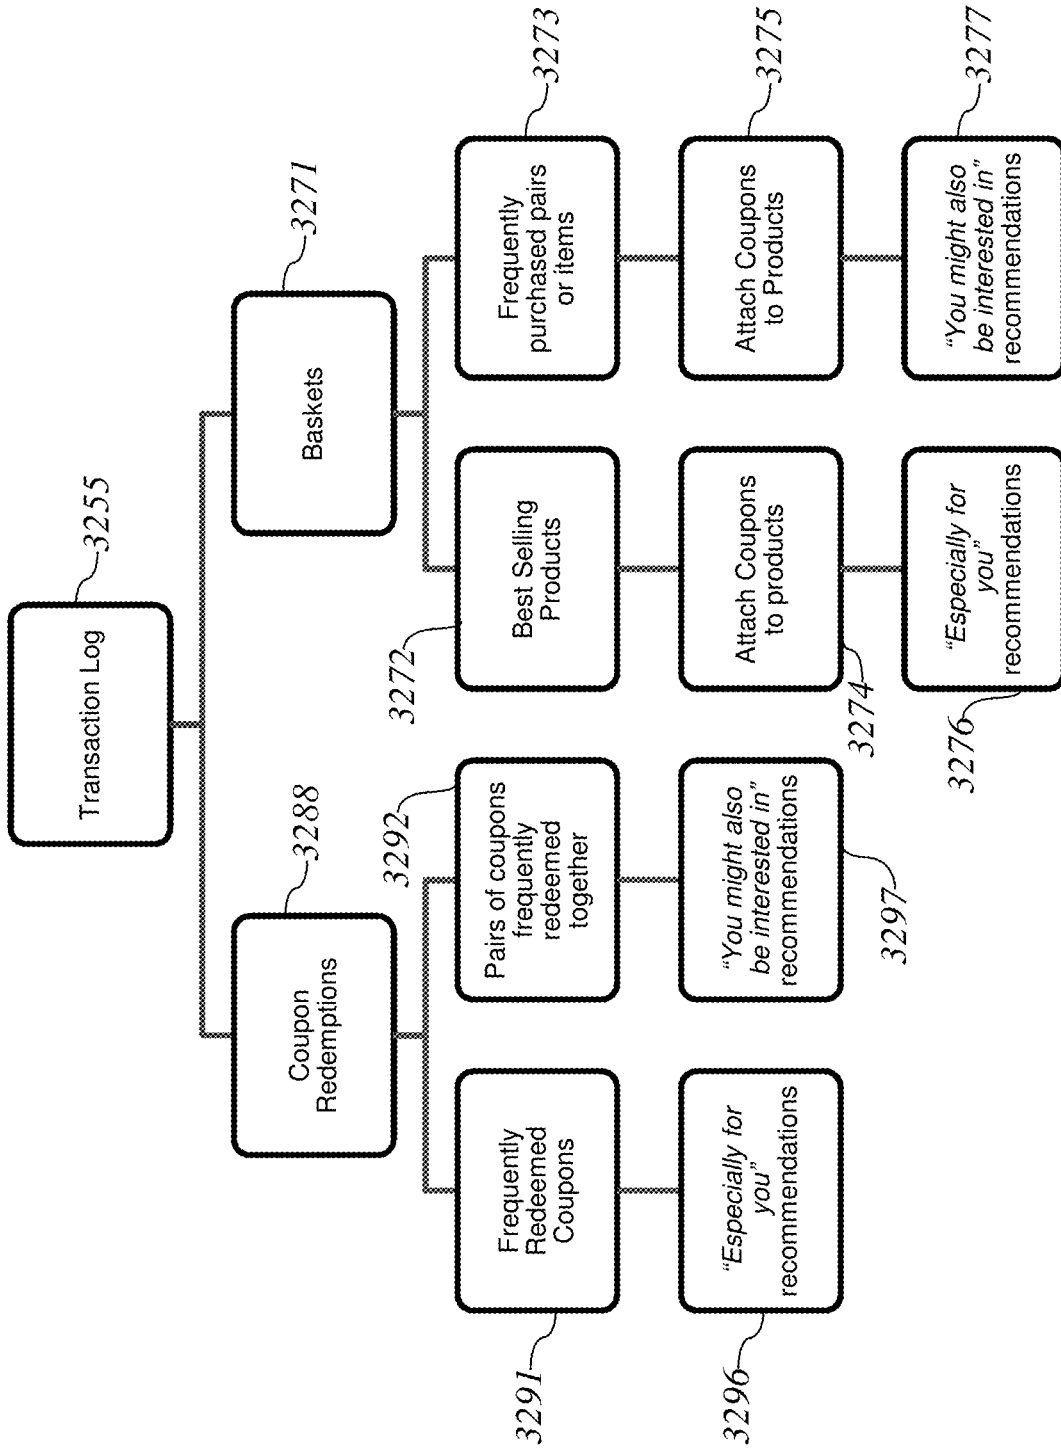 Transaction Log
3255
Coupon
Redemptions
3288
Baskets
3271
Frequently
Redeemed
Coupons
3291
Pairs of coupons
frequently
redeemed
together
3292
Best Selling
Products
3272
Frequently
purchased pairs
or items
3273
“Especially for
you”
recommendations
3296
“You might also
be interested in”
recommendations
3297
Attach Coupons
to products
3274
Attach Coupons
to Products
3275
“Especially for
you”
recommendations
3276
“You might also
be interested in”
recommendations
3277